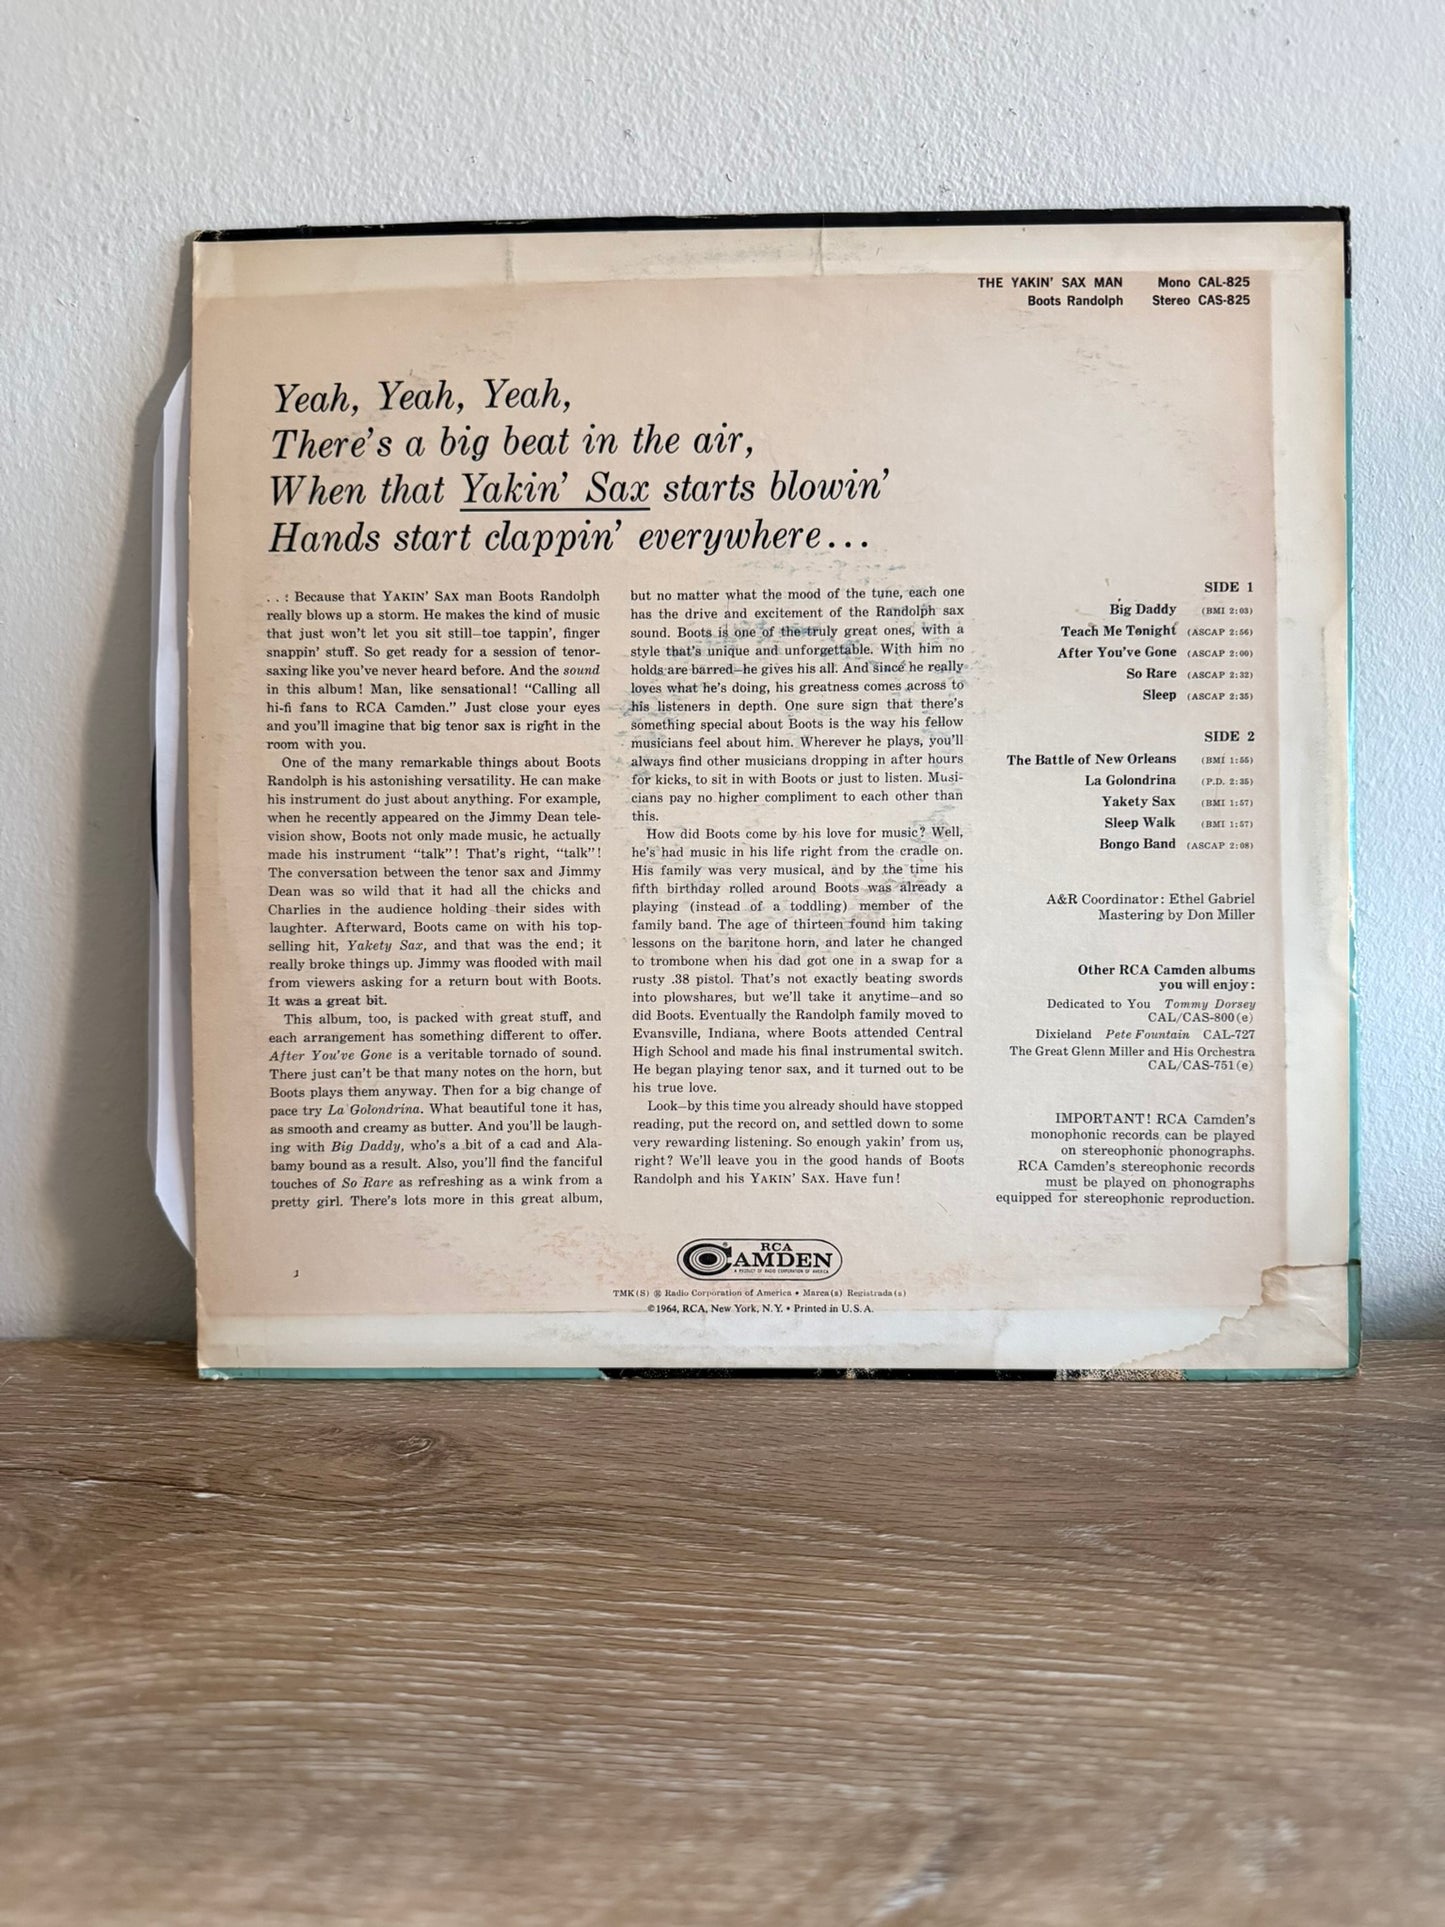 THE YAKIN' SAX MAN Mono CAL-825
Boots Randolph Stereo CAS-825
Yeah, Yeah, Yeah,
There's a big beat in the air,
When that Yakin' Sax starts blowin'
Hands start clappin' everywhere...
. . : Because that YAKIN' SAX man Boots Randolph
really blows up a storm. He makes the kind of music
that just won't let you sit still—toe tappin', finger
snappin' stuff. So get ready for a session of tenor-
saxing like you've never heard before. And the sound
in this album! Man, like sensational! "Calling all
hi-fi fans to RCA Camden." Just close your eyes
and you'll imagine that big tenor sax is right in the
room with you.
One of the many remarkable things about Boots
Randolph is his astonishing versatility. He can make
his instrument do just about anything. For example,
when he recently appeared on the Jimmy Dean tele-
vision show, Boots not only made music, he actually
made his instrument "talk"! That's right, "talk"!
The conversation between the tenor sax and Jimmy
Dean was so wild that it had all the chicks and
Charlies in the audience holding their sides with
laughter. Afterward, Boots came on with his top-
selling hit, Yakety Sax, and that was the end; it
really broke things up. Jimmy was flooded with mail
from viewers asking for a return bout with Boots.
It was a great bit.
This album, too, is packed with great stuff, and
each arrangement has something different to offer.
After You've Gone is a veritable tornado of sound.
There just can't be that many notes on the horn, but
Boots plays them anyway. Then for a big change of
pace try La Golondrina. What beautiful tone it has,
as smooth and creamy as butter. And you'll be laugh-
ing with Big Daddy, who's a bit of a cad and Ala-
bamy bound as a result. Also, you'll find the fanciful
touches of So Rare as refreshing as a wink from a
pretty girl. There's lots more in this great album,
but no matter what the mood of the tune, each one
has the drive and excitement of the Randolph sax
sound. Boots is one of the truly great ones, with a
style that's unique and unforgettable. With him no
holds are barred—he gives his all. And since he really
loves what he's doing, his greatness comes across to
his listeners in depth. One sure sign that there's
something special about Boots is the way his fellow
musicians feel about him. Wherever he plays, you'll
always find other musicians dropping in after hours
for kicks, to sit in with Boots or just to listen. Musi-
cians pay no higher compliment to each other than
this.
How did Boots come by his love for music? Well,
he's had music in his life right from the cradle on.
His family was very musical, and by the time his
fifth birthday rolled around Boots was already a
playing (instead of a toddling) member of the
family band. The age of thirteen found him taking
lessons on the baritone horn, and later he changed
to trombone when his dad got one in a swap for a
rusty .38 pistol. That's not exactly beating swords
into plowshares, but we'll take it anytime—and so
did Boots. Eventually the Randolph family moved to
Evansville, Indiana, where Boots attended Central
High School and made his final instrumental switch.
He began playing tenor sax, and it turned out to be
his true love.
Look—by this time you already should have stopped
reading, put the record on, and settled down to some
very rewarding listening. So enough yakin' from us,
right? We'll leave you in the good hands of Boots
Randolph and his YAKIN' SAX. Have fun!
SIDE 1
Big Daddy (BMI 2:03)
Teach Me Tonight (ASCAP 2:56)
After You've Gone (ASCAP 2:00)
So Rare (ASCAP 2:32)
Sleep (ASCAP 2:35)
SIDE 2
The Battle of New Orleans (BMI 1:55)
La Golondrina (P.D. 2:35)
Yakety Sax (BMI 1:57)
Sleep Walk (BMI 1:57)
Bongo Band (ASCAP 2:08)
A&R Coordinator: Ethel Gabriel
Mastering by Don Miller
Other RCA Camden albums
you will enjoy:
Dedicated to You Tommy Dorsey
CAL/CAS-800(e)
Dixieland Pete Fountain CAL-727
The Great Glenn Miller and His Orchestra
CAL/CAS-751(e)
IMPORTANT! RCA Camden's
monophonic records can be played
on stereophonic phonographs.
RCA Camden's stereophonic records
must be played on phonographs
equipped for stereophonic reproduction.
RCA
CAMDEN
A PRODUCT OF RADIO CORPORATION OF AMERICA
TMK(S) ® Radio Corporation of America • Marca(s) Registrada(s)
©1964, RCA, New York, N.Y. • Printed in U.S.A.